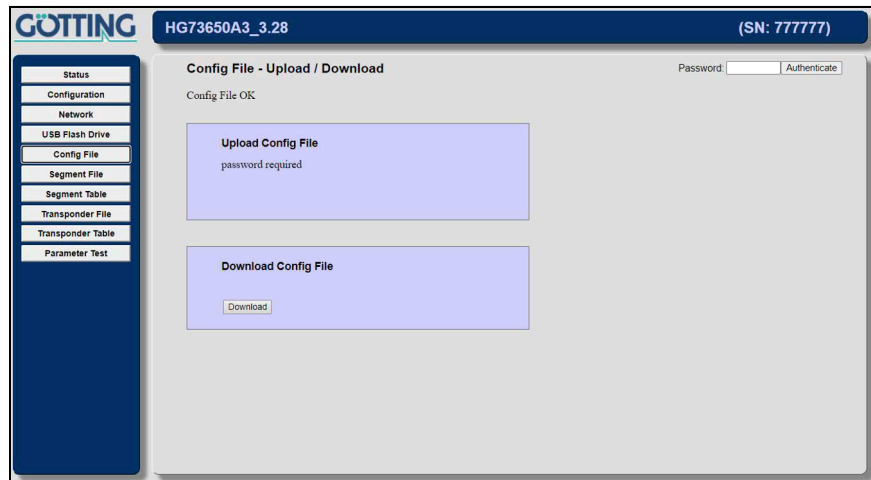 GÖTTING
HG73650A3_3.28 (SN: 777777)
Status
Configuration
Network
USB Flash Drive
Config File
Segment File
Segment Table
Transponder File
Transponder Table
Parameter Test
Config File - Upload / Download
Password: Authenticate
Config File OK
Upload Config File
password required
Download Config File
Download